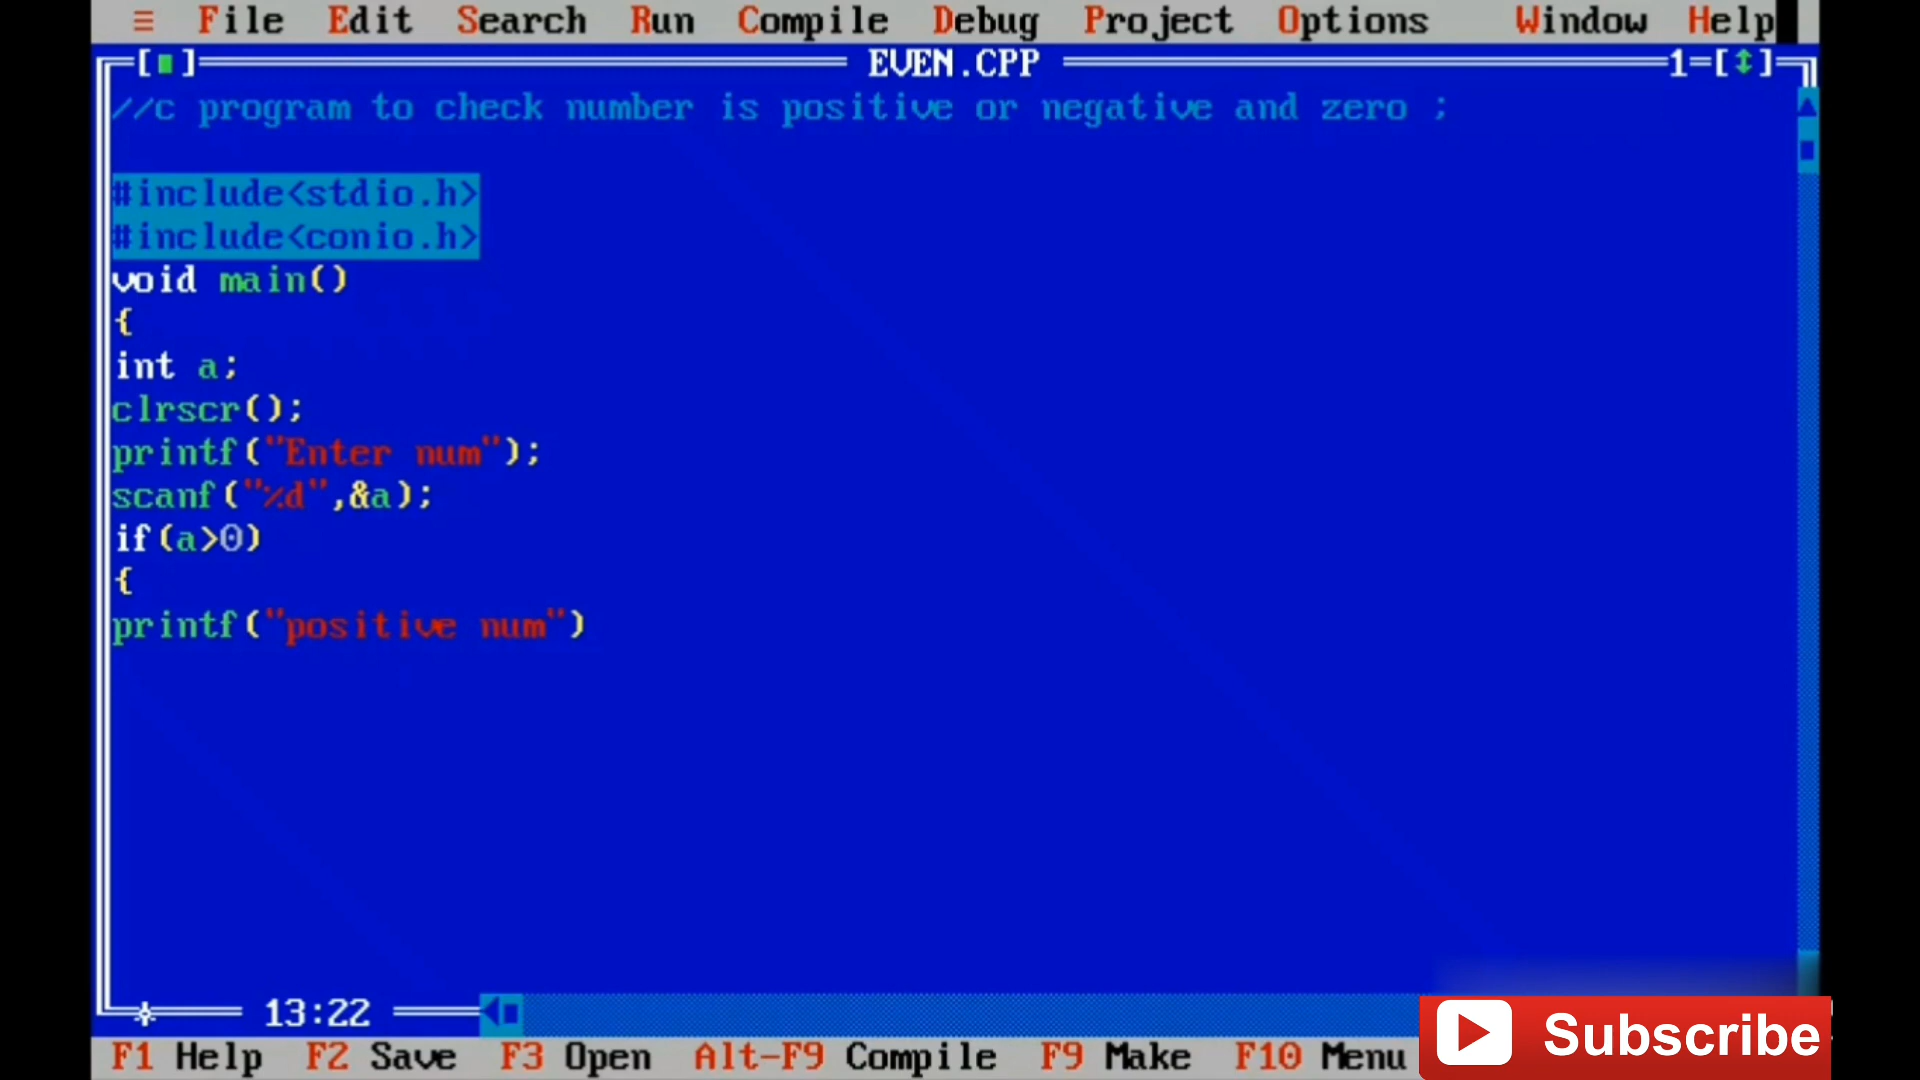 ≡ File Edit Search Run Compile Debug Project Options Window Help
EVEN.CPP
1=[↕]
//c program to check number is positive or negative and zero ;
#include<stdio.h>
#include<conio.h>
void main()
{
int a;
clrscr();
printf("Enter num");
scanf("%d",&a);
if(a>0)
{
printf("positive num")
13:22
F1 Help F2 Save F3 Open Alt-F9 Compile F9 Make F10 Menu
Subscribe